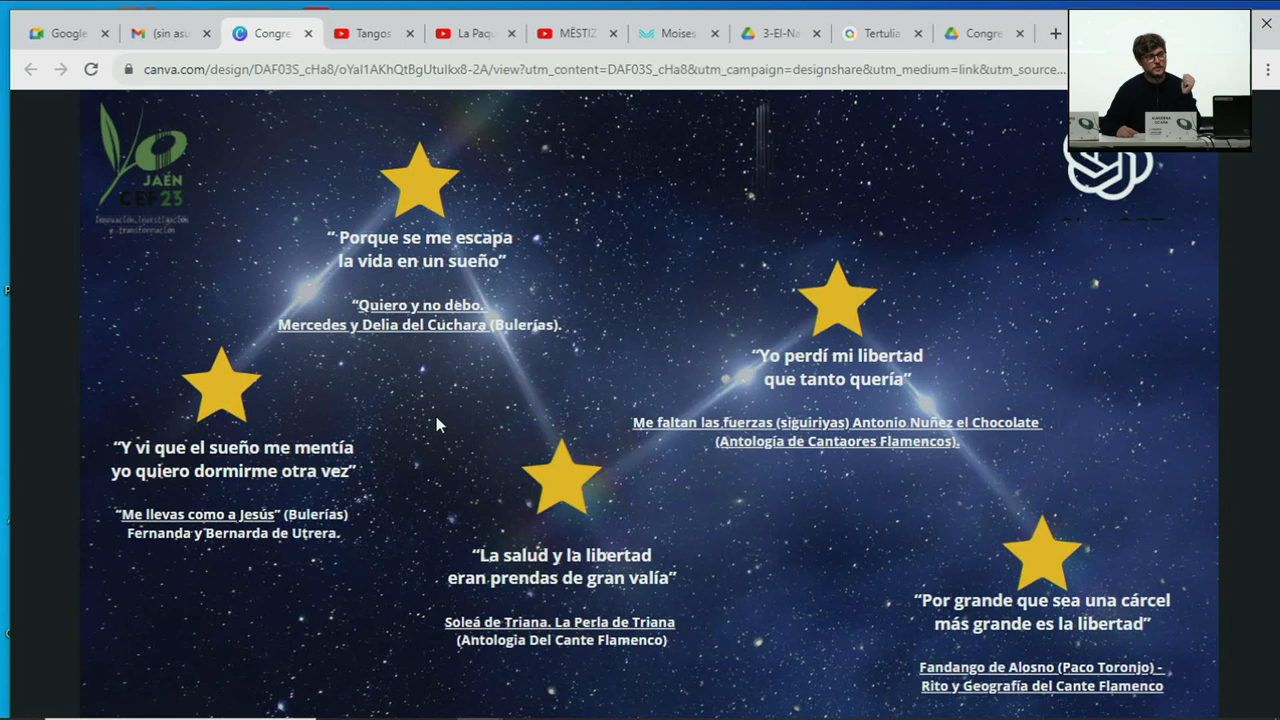 Google
(sin asu
Congre
Tangos
La Paqu
MËSTIZ
Moises
3-El-Na
Tertulia
Congre
canva.com/design/DAF03S_cHa8/oYaI1AKhQtBgUtulkx8-2A/view?utm_content=DAF03S_cHa8&utm_campaign=designshare&utm_medium=link&utm_source...
JAÉN
CEF23
Innovación, investigación
y transformación
“ Porque se me escapa
la vida en un sueño”
“Quiero y no debo.
Mercedes y Delia del Cuchara (Bulerías).
“Yo perdí mi libertad
que tanto quería”
Me faltan las fuerzas (siguiriyas) Antonio Nuñez el Chocolate
(Antología de Cantaores Flamencos).
“Y vi que el sueño me mentía
yo quiero dormirme otra vez”
“Me llevas como a Jesús” (Bulerías)
Fernanda y Bernarda de Utrera.
“La salud y la libertad
eran prendas de gran valía”
Soleá de Triana. La Perla de Triana
(Antologia Del Cante Flamenco)
“Por grande que sea una cárcel
más grande es la libertad”
Fandango de Alosno (Paco Toronjo) -
Rito y Geografía del Cante Flamenco